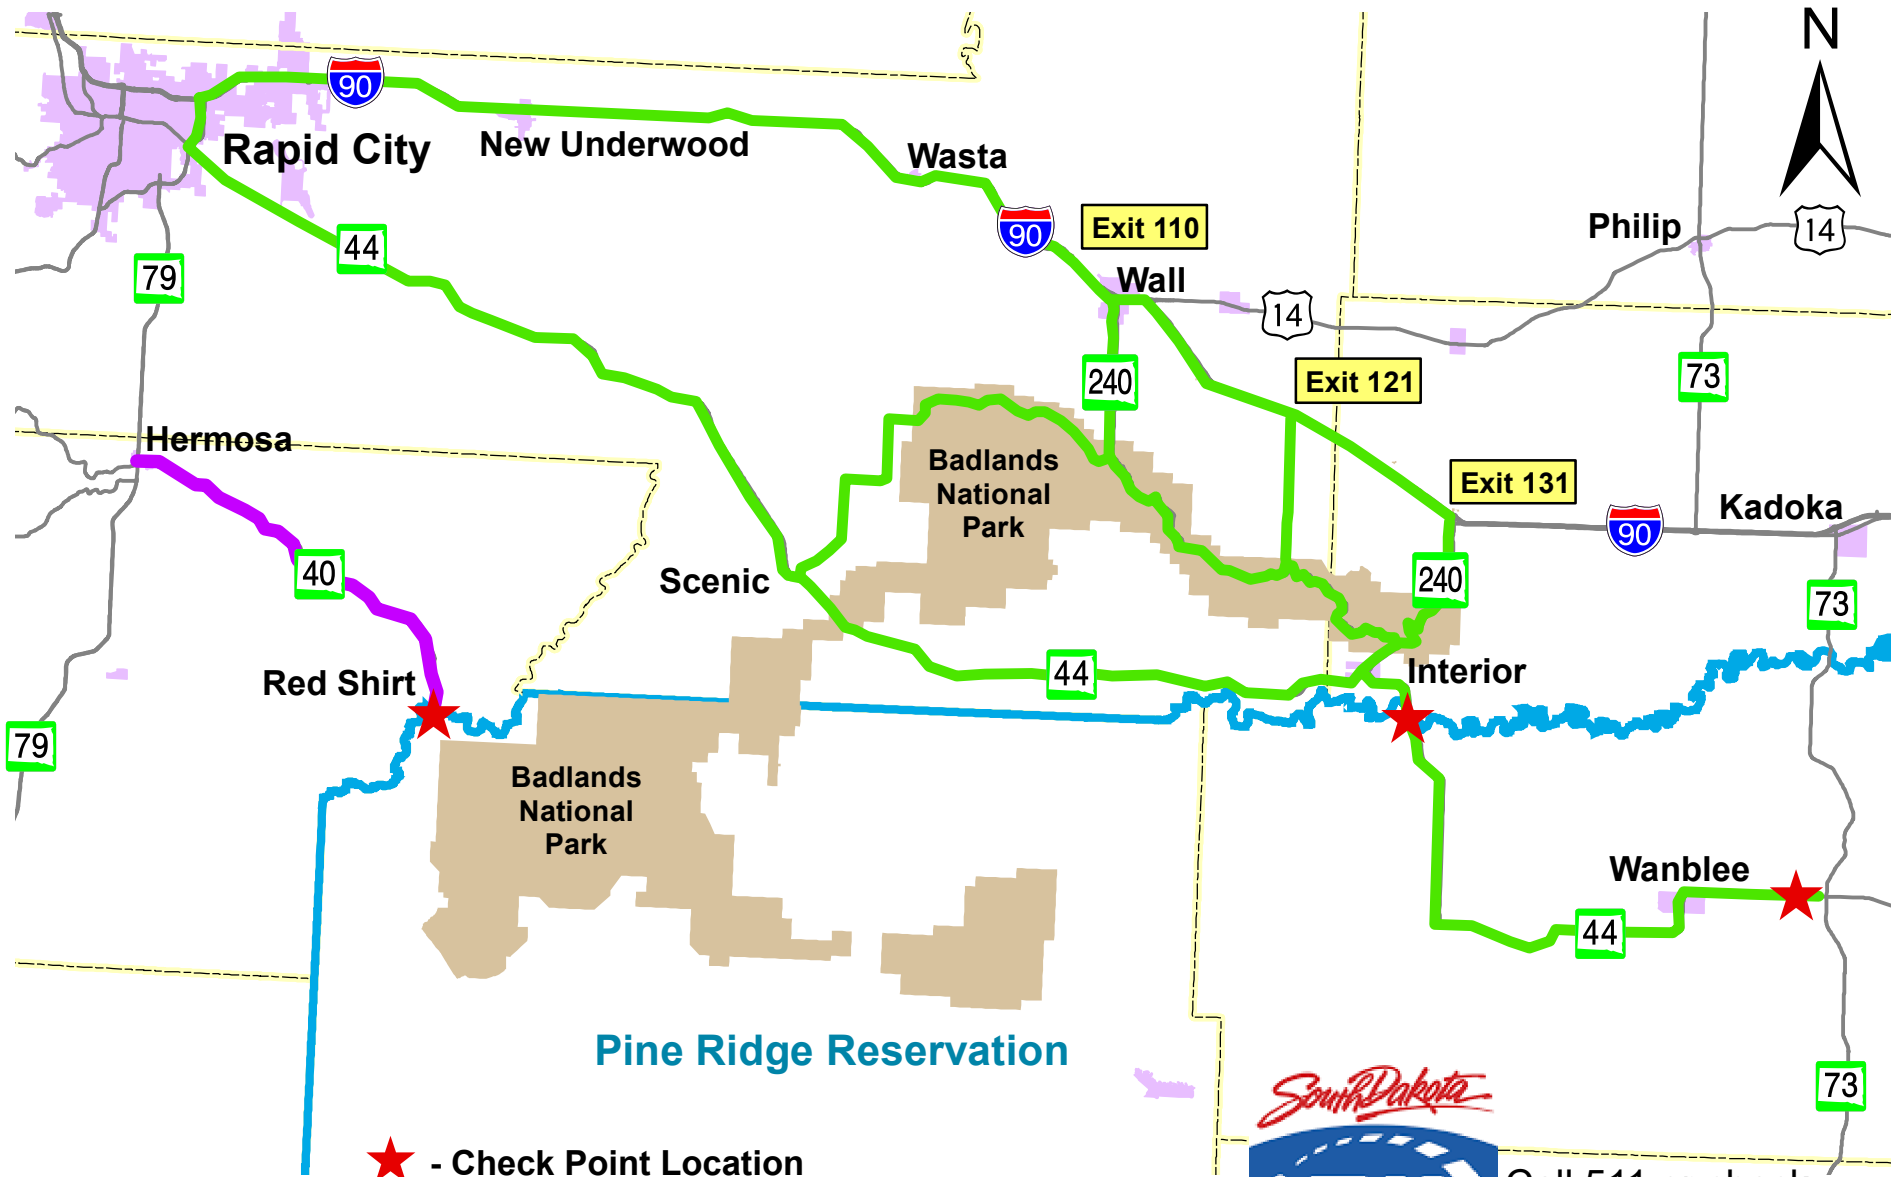 N
90
Rapid City
New Underwood
Wasta
90
Exit 110
Philip
14
44
79
Wall
14
240
Exit 121
73
Hermosa
Badlands
National
Park
Exit 131
Kadoka
90
40
Scenic
240
73
Red Shirt
44
Interior
79
Badlands
National
Park
Wanblee
44
Pine Ridge Reservation
73
South Dakota
- Check Point Location